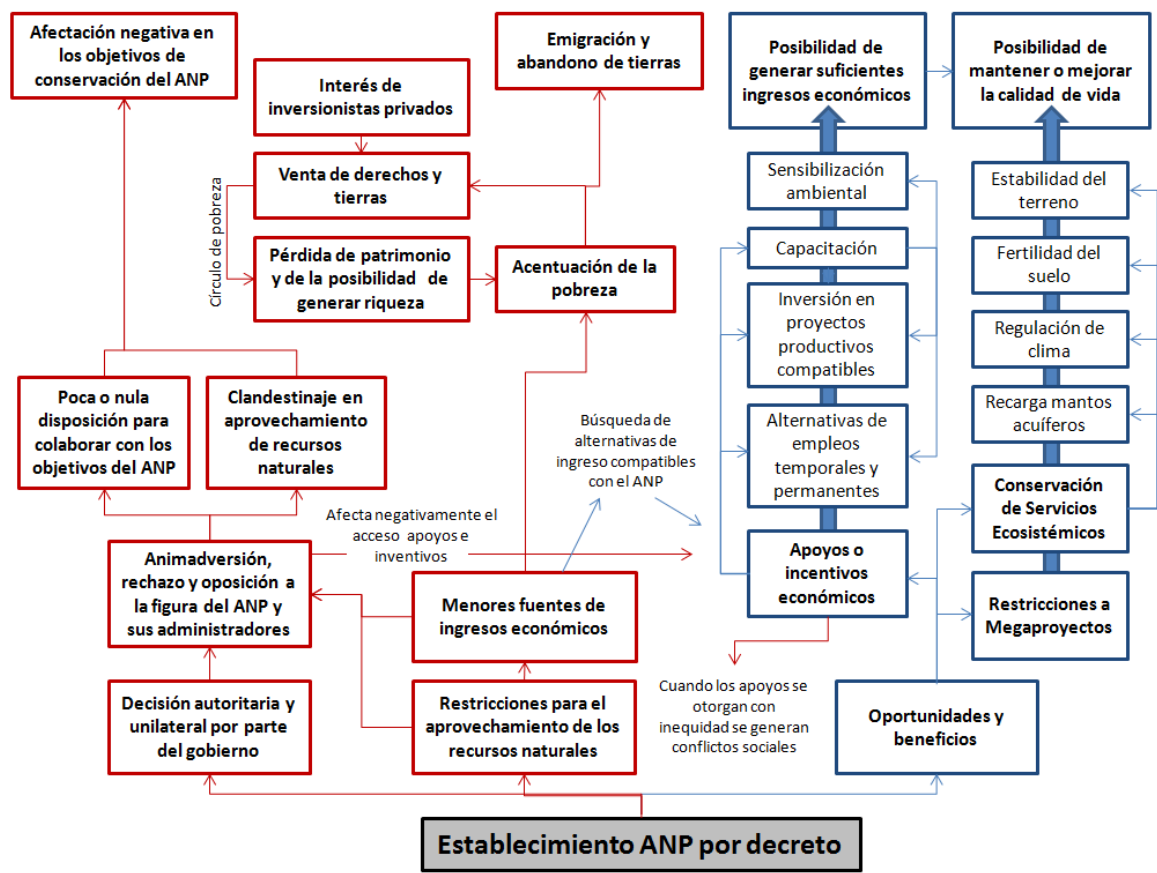 Afectación negativa en
los objetivos de
conservación del ANP
Interés de
inversionistas privados
Emigración y
abandono de tierras
Posibilidad de
generar suficientes
ingresos económicos
Posibilidad de
mantener o mejorar
la calidad de vida
Venta de derechos y
tierras
Círculo de pobreza
Pérdida de patrimonio
y de la posibilidad de
generar riqueza
Acentuación de la
pobreza
Sensibilización
ambiental
Capacitación
Inversión en
proyectos
productivos
compatibles
Alternativas de
empleos
temporales y
permanentes
Apoyos o
incentivos
económicos
Estabilidad del
terreno
Fertilidad del
suelo
Regulación de
clima
Recarga mantos
acuíferos
Conservación
de Servicios
Ecosistémicos
Restricciones a
Megaproyectos
Poca o nula
disposición para
colaborar con los
objetivos del ANP
Clandestinaje en
aprovechamiento
de recursos
naturales
Búsqueda de
alternativas de
ingreso compatibles
con el ANP
Afecta negativamente el
acceso apoyos e
inventivos
Animadversión,
rechazo y oposición a
la figura del ANP y
sus administradores
Menores fuentes de
ingresos económicos
Decisión autoritaria y
unilateral por parte
del gobierno
Restricciones para el
aprovechamiento de los
recursos naturales
Cuando los apoyos se
otorgan con
inequidad se generan
conflictos sociales
Oportunidades y
beneficios
Establecimiento ANP por decreto